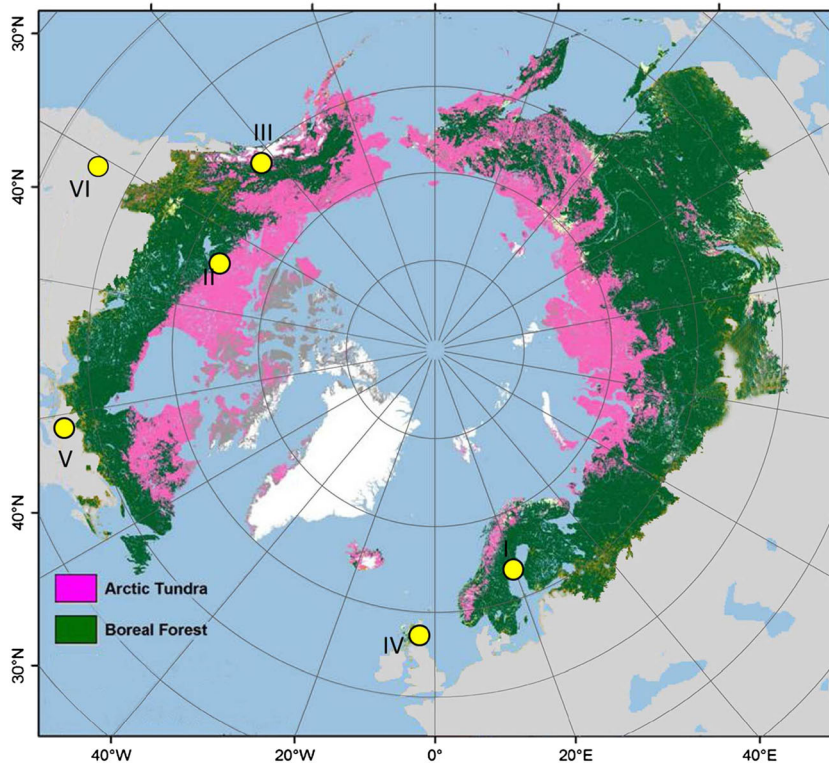 30°N
40°N
40°N
30°N
III
VI
II
V
I
IV
Arctic Tundra
Boreal Forest
40°W
20°W
0°
20°E
40°E